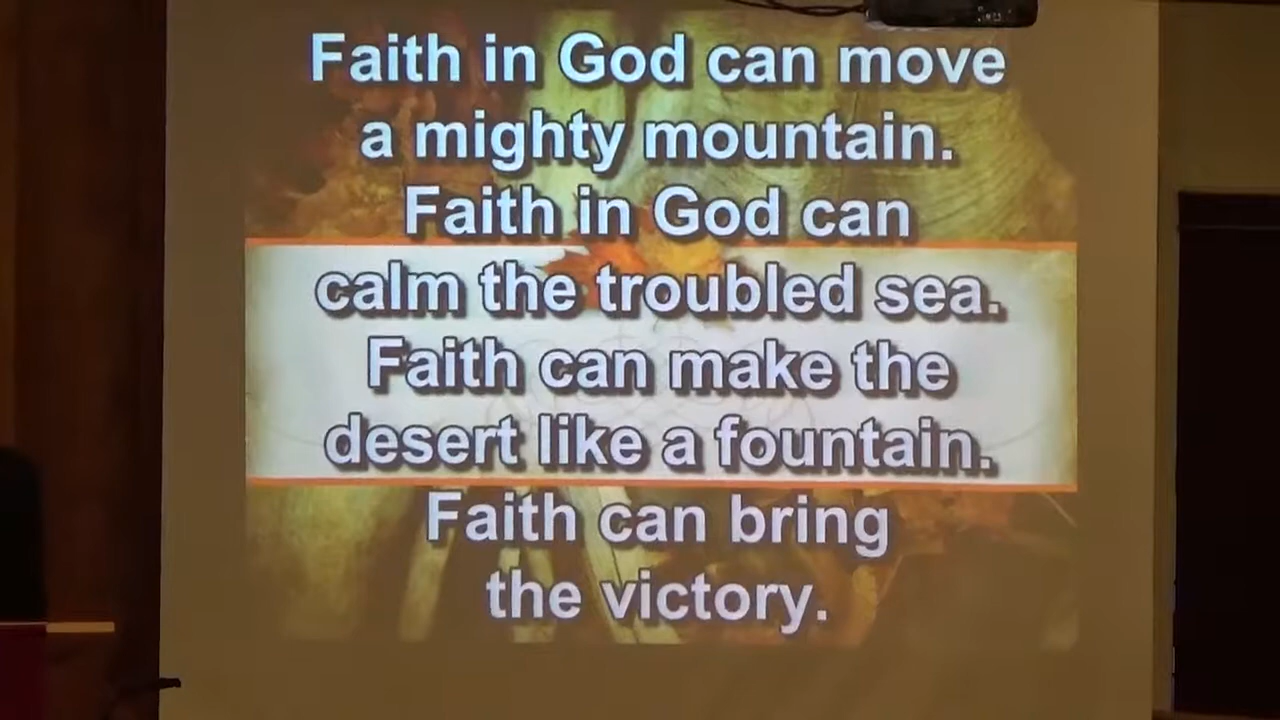 Faith in God can move
a mighty mountain.
Faith in God can
calm the troubled sea.
Faith can make the
desert like a fountain.
Faith can bring
the victory.